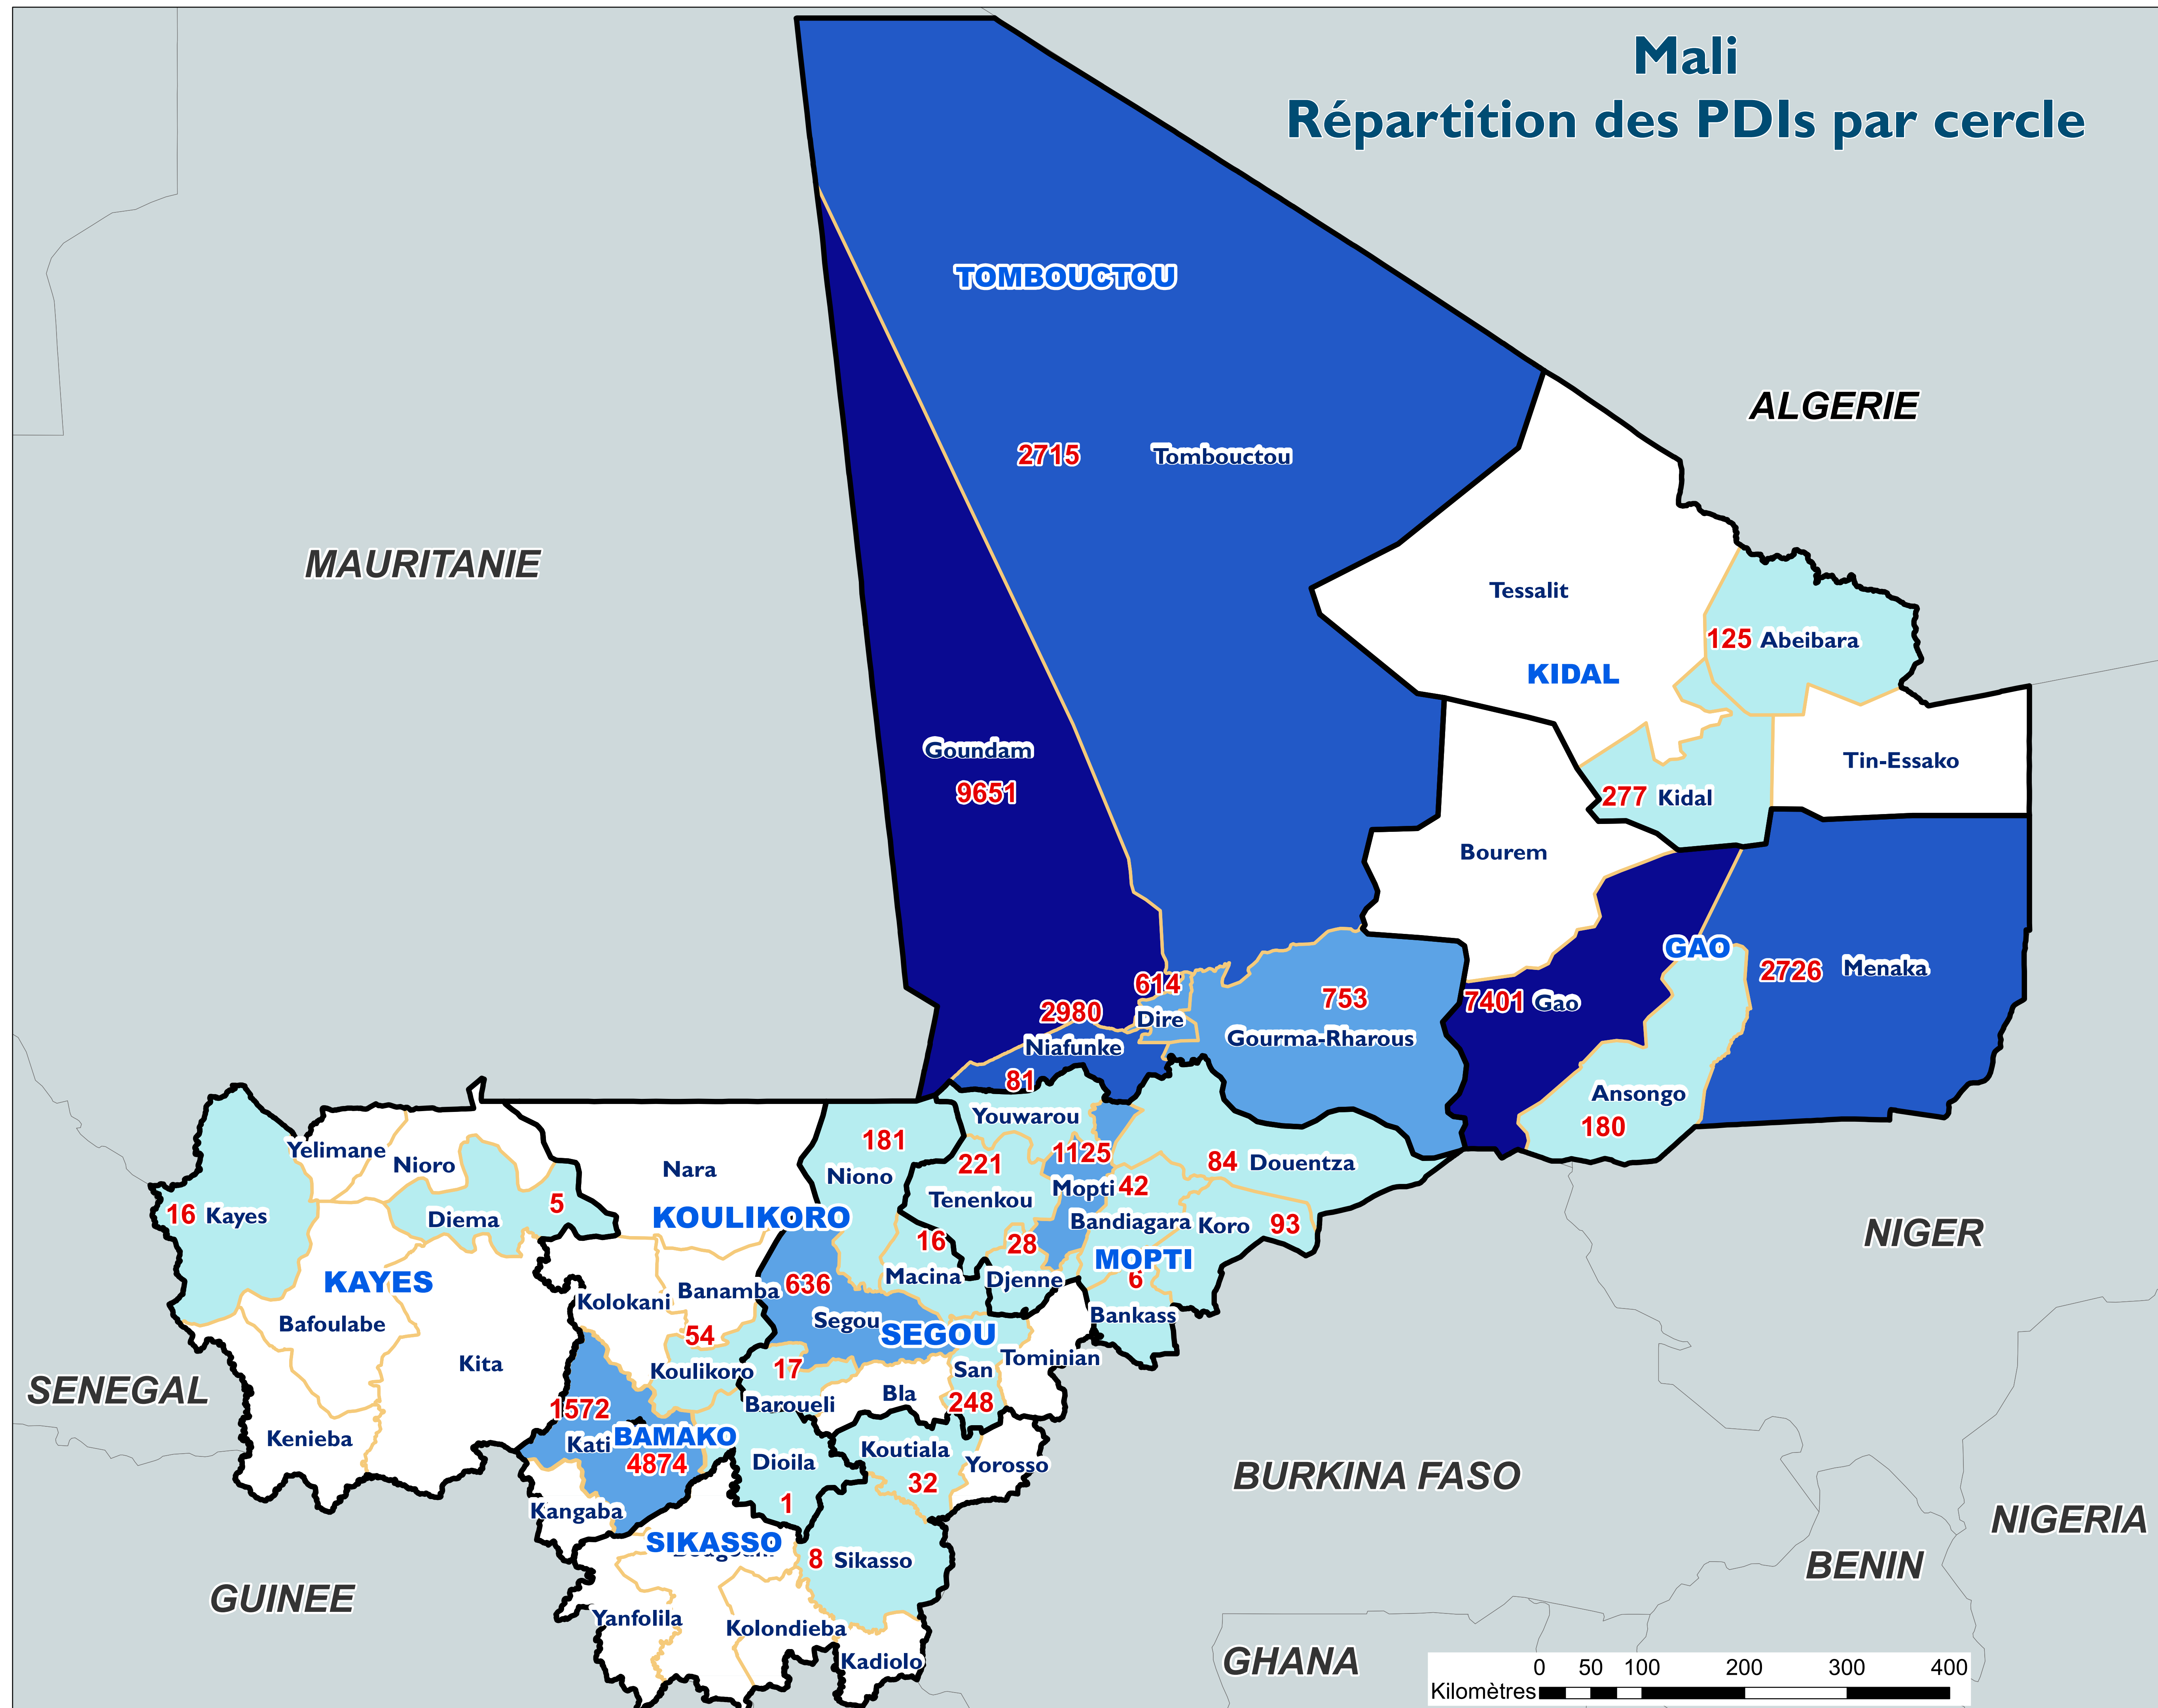 Mali
Répartition des PDIs par cercle
TOMBOUCTOU
ALGERIE
2715 Tombouctou
MAURITANIE
Tessalit
125 Abeibara
KIDAL
Goundam
9651
Tin-Essako
277 Kidal
Bourem
GAO
2726 Menaka
614
7401 Gao
753
2980
Dire
Gourma-Rharous
Niafunke
81
Ansongo
180
Youwarou
181
Yelimane
Nioro
Nara
221
1125
84 Douentza
Niono
Tenenkou
Mopti
42
5
16 Kayes
Diema
KOULIKORO
Bandiagara
Koro
93
NIGER
16
28
MOPTI
6
KAYES
Macina
Djenne
Banamba
636
Kolokani
Bankass
Bafoulabe
Segou
SEGOU
54
Kita
Tominian
Koulikoro
17
San
SENEGAL
Bla
248
Baroueli
1572
Kenieba
Kati
BAMAKO
4874
Koutiala
Dioila
Yorosso
32
BURKINA FASO
1
Kangaba
NIGERIA
SIKASSO
8 Sikasso
BENIN
GUINEE
Yanfolila
Kolondieba
Kadiolo
GHANA
0 50 100 200 300 400
Kilomètres